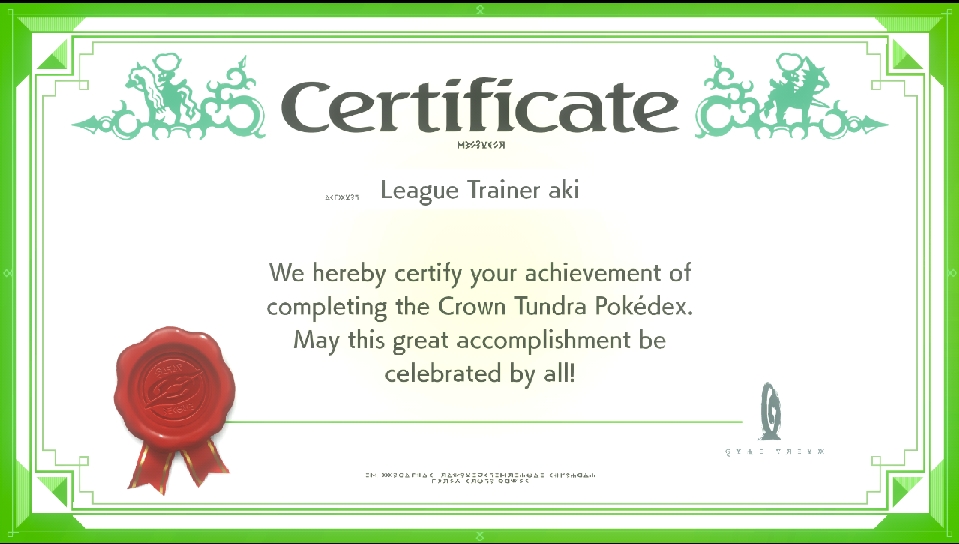 Certificate
League Trainer aki
We hereby certify your achievement of
completing the Crown Tundra Pokédex.
May this great accomplishment be
celebrated by all!